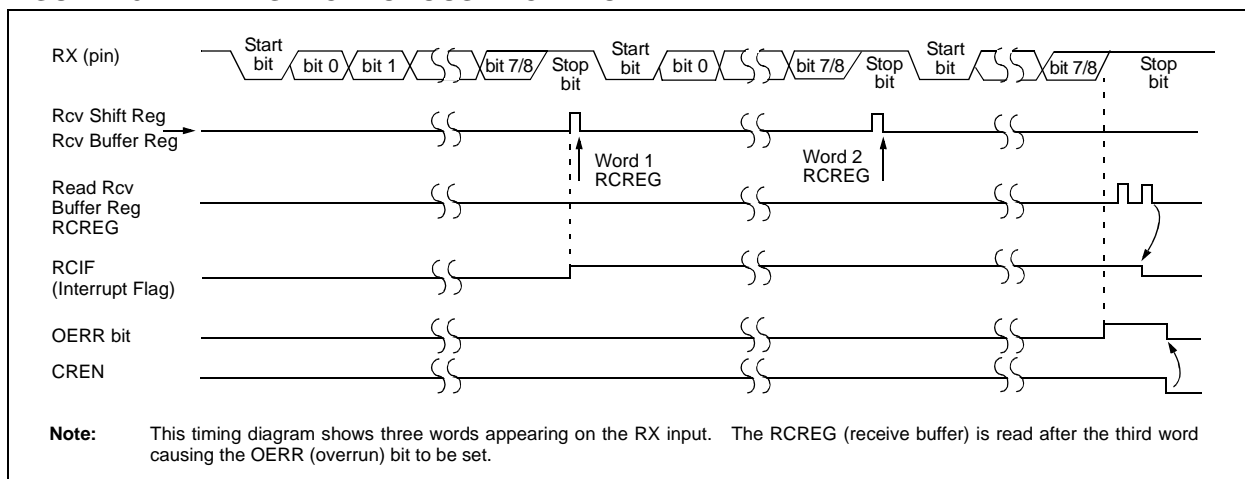 RX (pin)
Start bit
bit 0
bit 1
bit 7/8
Stop bit
Start bit
bit 0
bit 7/8
Stop bit
Start bit
bit 7/8
Stop bit
Rcv Shift Reg
Rcv Buffer Reg
Word 1
RCREG
Word 2
RCREG
Read Rcv
Buffer Reg
RCREG
RCIF
(Interrupt Flag)
OERR bit
CREN
Note: This timing diagram shows three words appearing on the RX input. The RCREG (receive buffer) is read after the third word
causing the OERR (overrun) bit to be set.